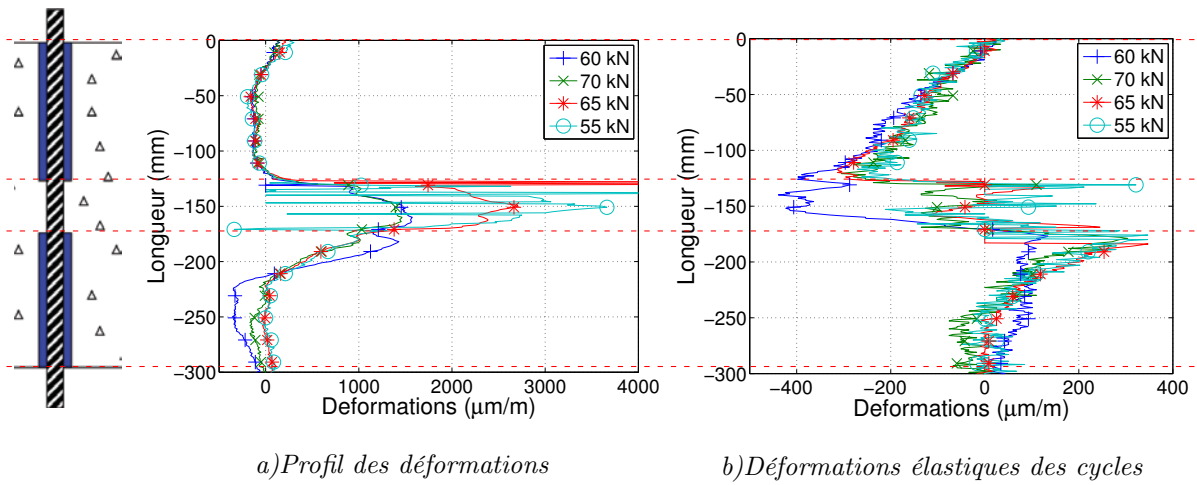 0
−50
−100
−150
−200
−250
−300
Longueur (mm)
0
1000
2000
3000
4000
Deformations (μm/m)
60 kN
70 kN
65 kN
55 kN
a)Profil des déformations
0
−50
−100
−150
−200
−250
−300
Longueur (mm)
−400
−200
0
200
400
Deformations (μm/m)
60 kN
70 kN
65 kN
55 kN
b)Déformations élastiques des cycles